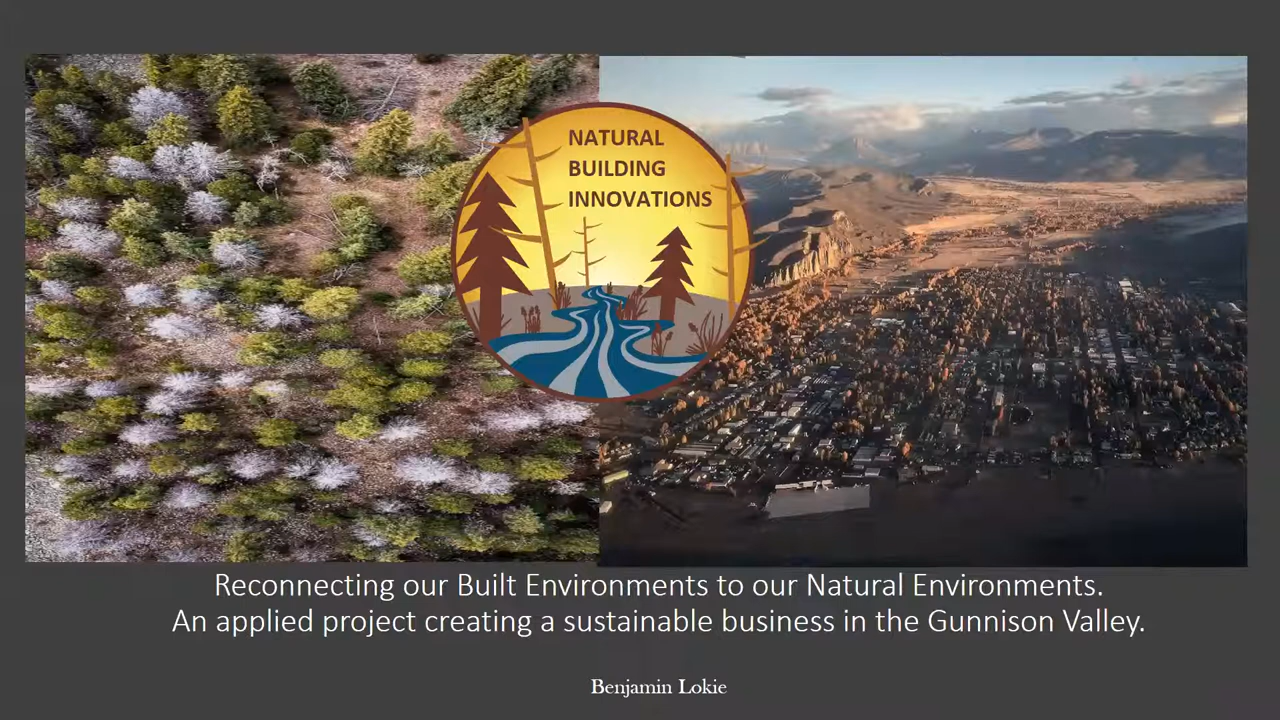 NATURAL
BUILDING
INNOVATIONS
Reconnecting our Built Environments to our Natural Environments.
An applied project creating a sustainable business in the Gunnison Valley.
Benjamin Lokie